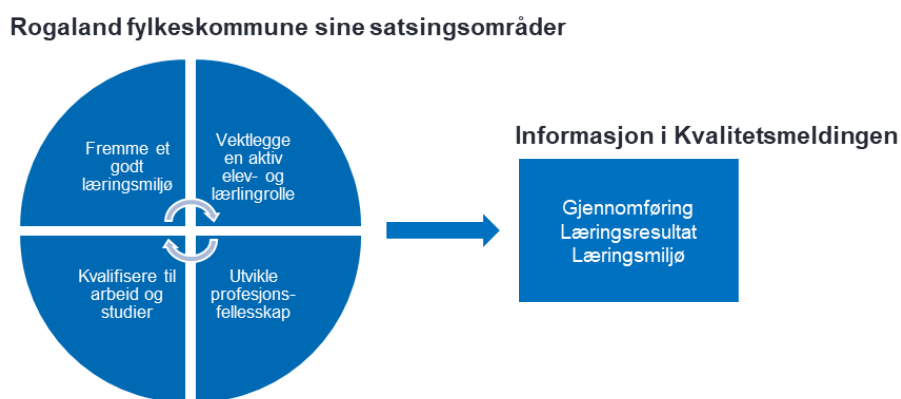 Rogaland fylkeskommune sine satsingsområder
Fremme et
godt
læringsmiljø
Vektlegge
en aktiv
elev- og
lærlingrolle
Kvalifisere til
arbeid og
studier
Utvikle
profesjons-
fellesskap
Informasjon i Kvalitetsmeldingen
Gjennomføring
Læringsresultat
Læringsmiljø